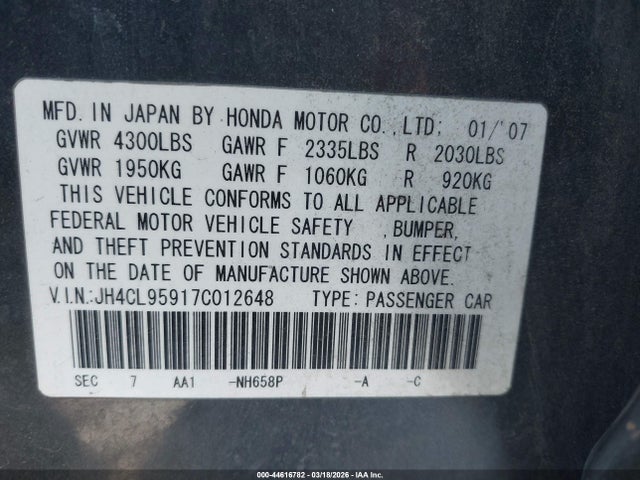 MFD. IN JAPAN BY HONDA MOTOR CO., LTD; 01/'07
GVWR 4300LBS GAWR F 2335LBS R 2030LBS
GVWR 1950KG GAWR F 1060KG R 920KG
THIS VEHICLE CONFORMS TO ALL APPLICABLE
FEDERAL MOTOR VEHICLE SAFETY , BUMPER,
AND THEFT PREVENTION STANDARDS IN EFFECT
ON THE DATE OF MANUFACTURE SHOWN ABOVE.
V.I.N.:JH4CL95917C012648 TYPE: PASSENGER CAR
SEC 7 AA1 -NH658P -A -C
000-44616782 — 03/18/2026 - IAA Inc.